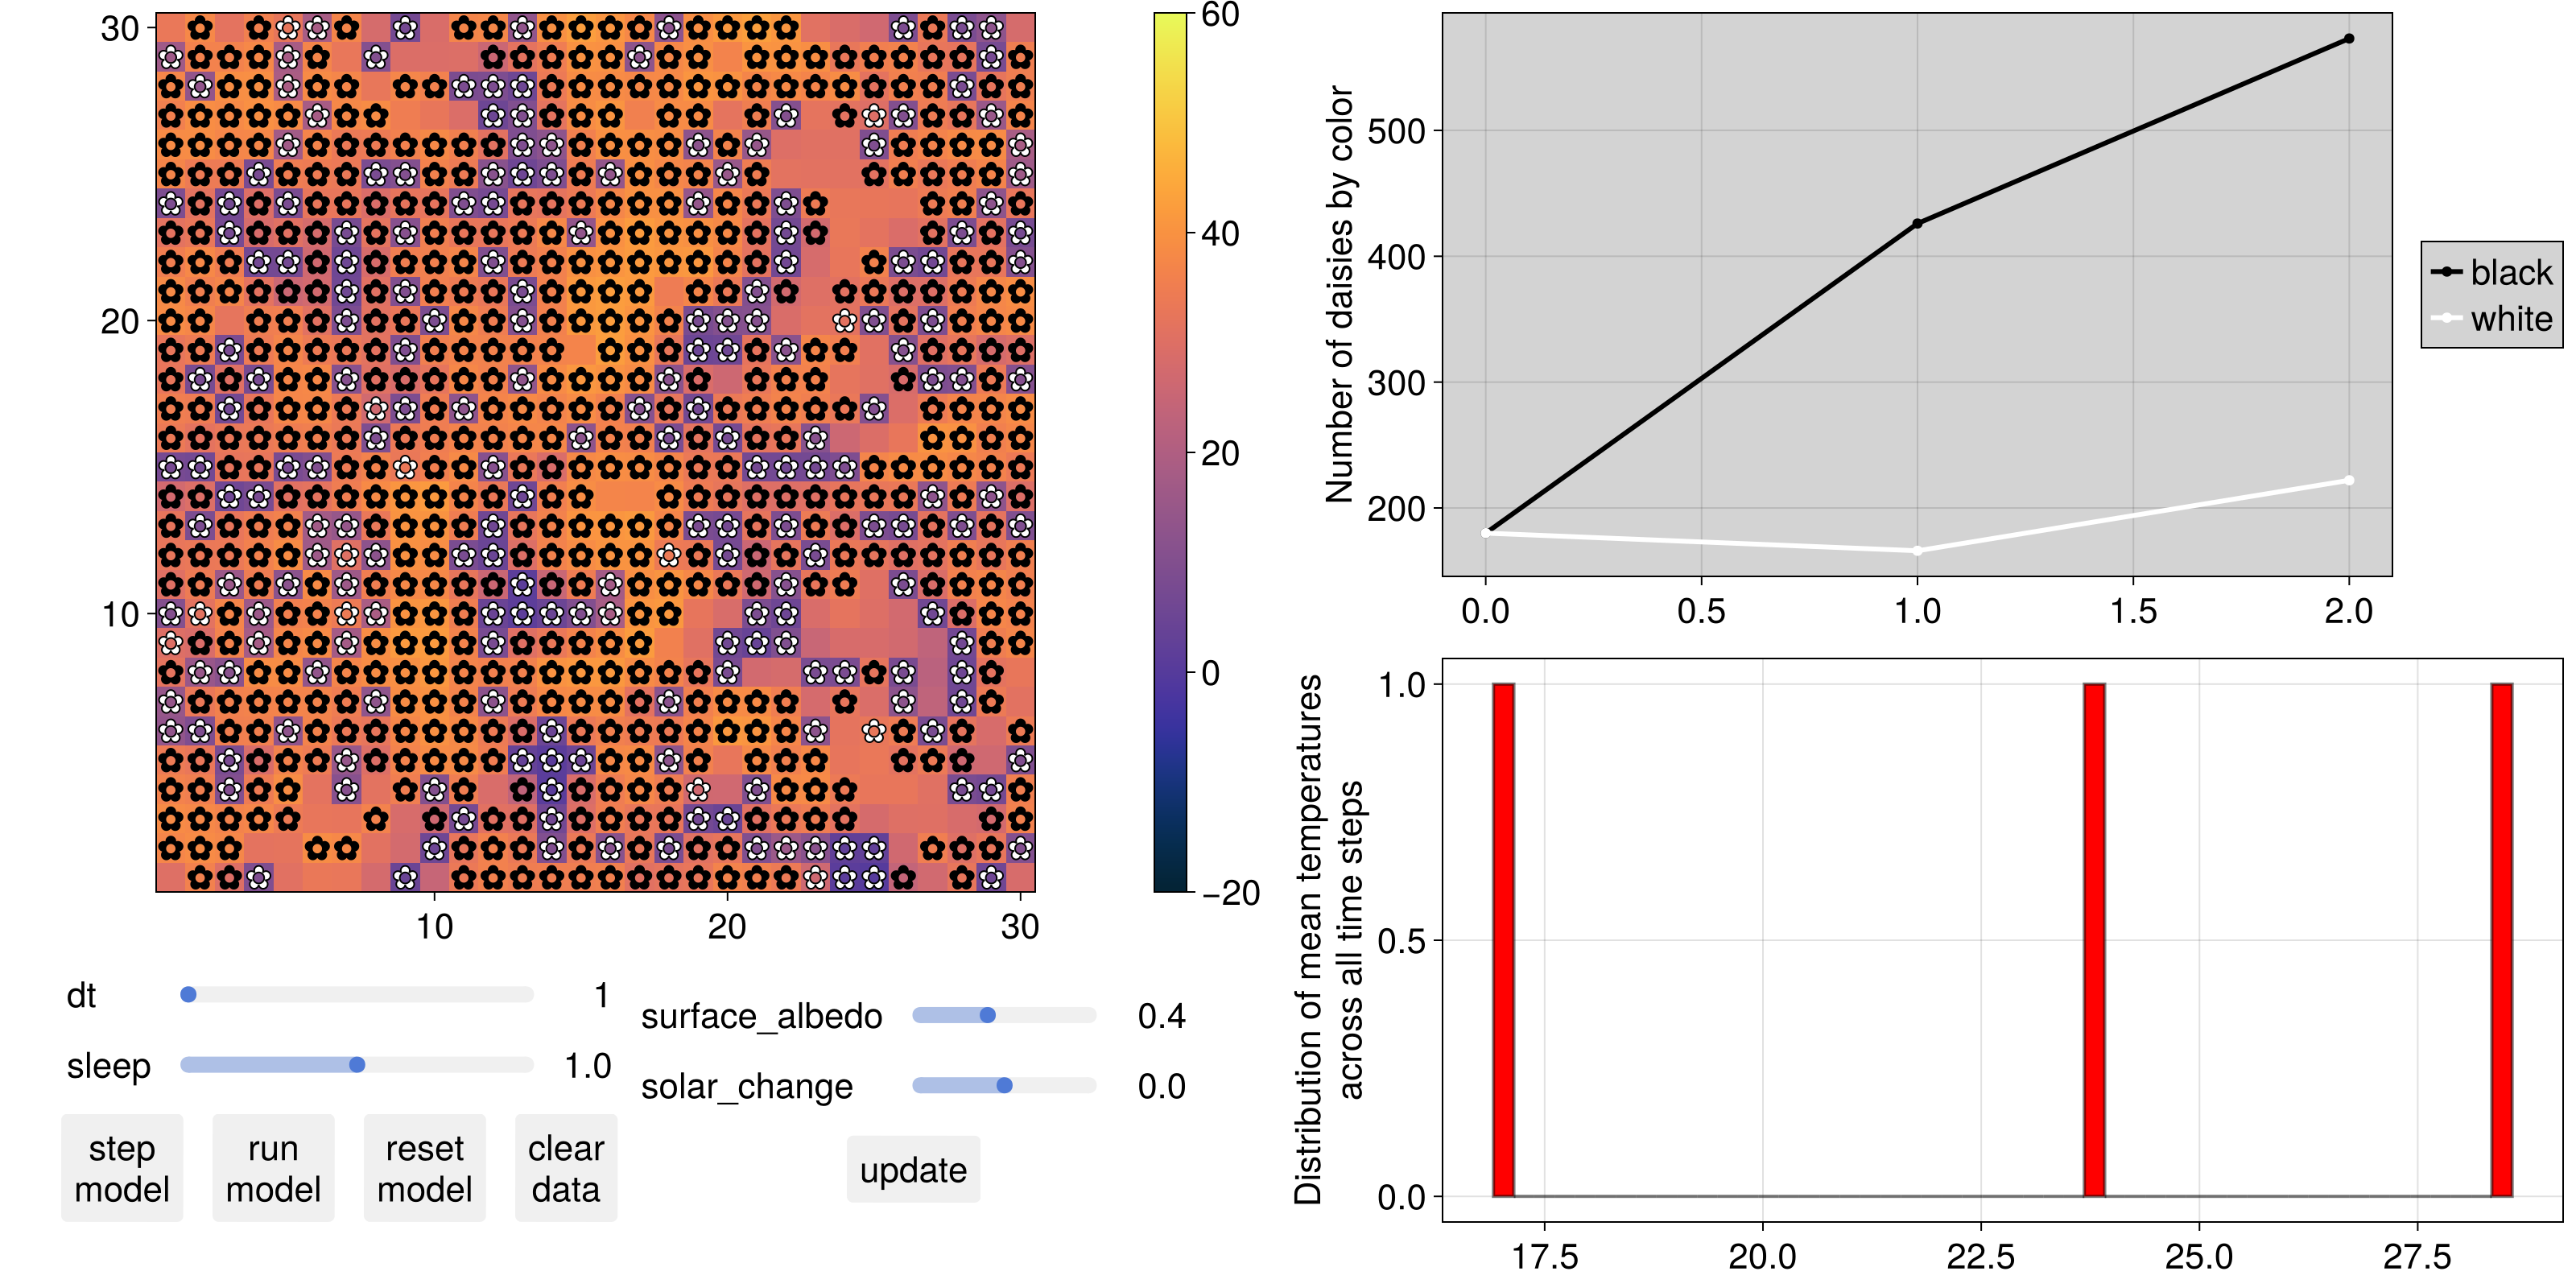 30
20
10
10
20
30
60
40
20
0
−20
Number of daisies by color
500
400
300
200
0.0
0.5
1.0
1.5
2.0
black
white
Distribution of mean temperatures
across all time steps
1.0
0.5
0.0
17.5
20.0
22.5
25.0
27.5
dt
1
sleep
1.0
surface_albedo
0.4
solar_change
0.0
step
model
run
model
reset
model
clear
data
update